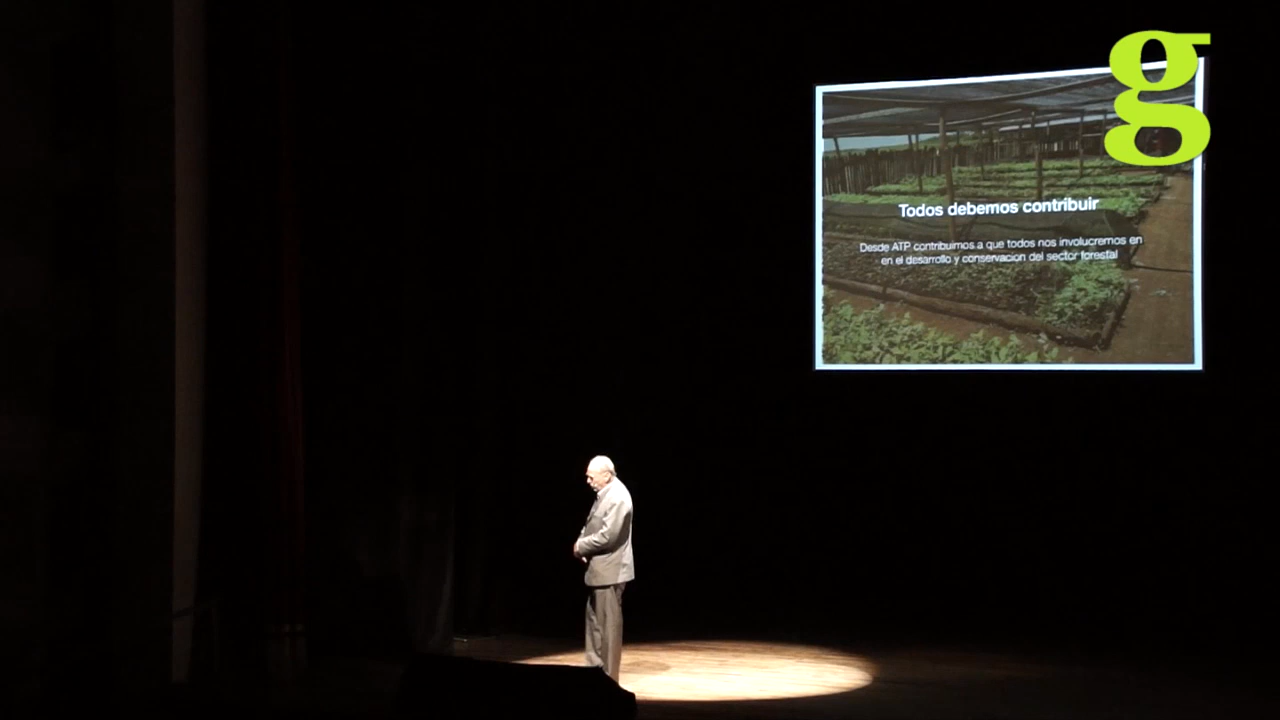 g
Todos debemos contribuir
Desde ATP contribuimos a que todos nos involucremos en
en el desarrollo y conservacion del sector forestal